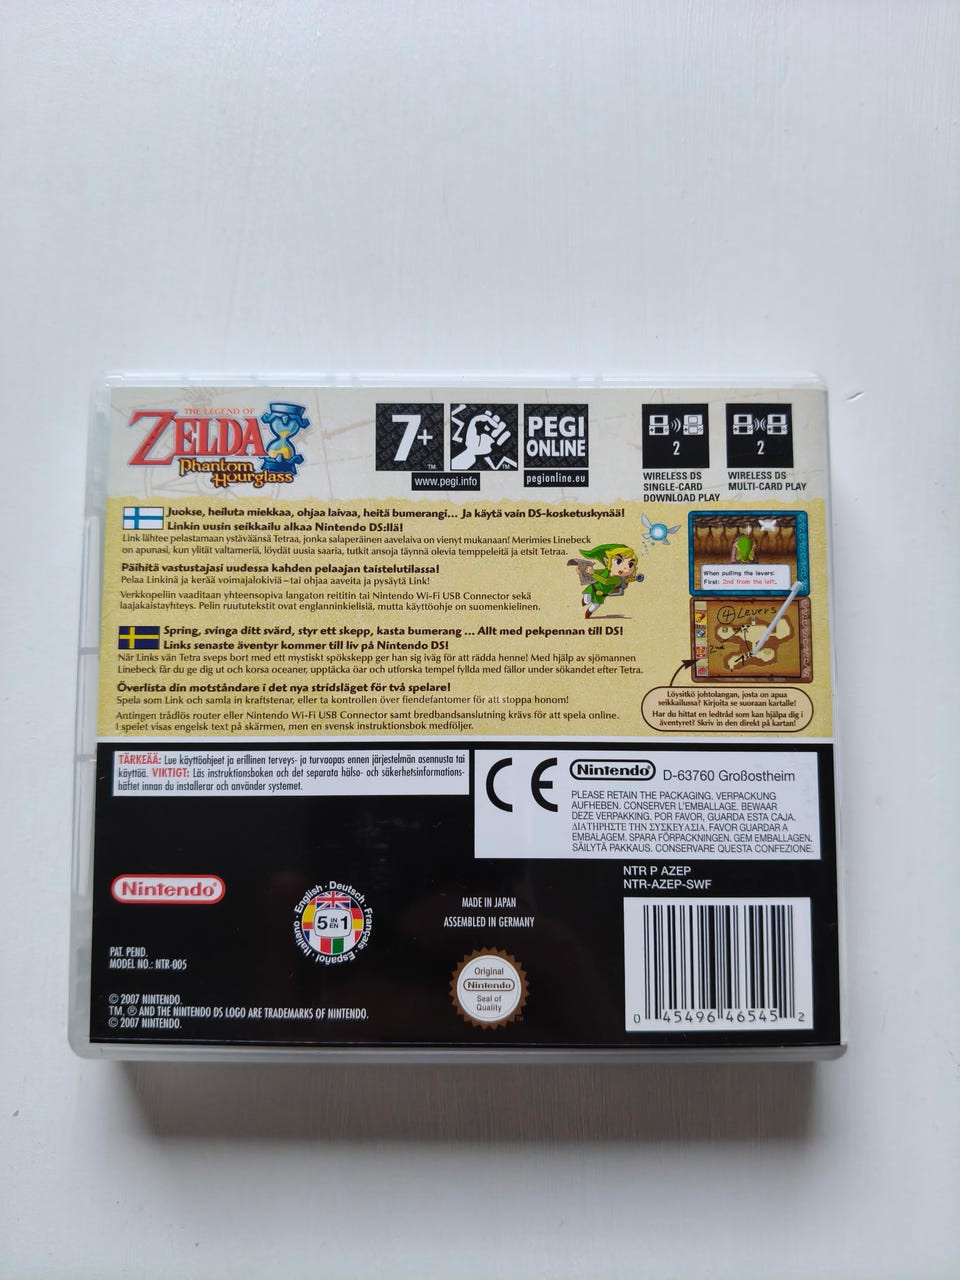 THE LEGEND OF
ZELDA
Phantom
Hourglass
7+
TM
TM
www.pegi.info
PEGI
ONLINE
pegionline.eu
2
WIRELESS DS
SINGLE-CARD
DOWNLOAD PLAY
2
WIRELESS DS
MULTI-CARD PLAY
Juokse, heiluta miekkaa, ohjaa laivaa, heitä bumerangi... Ja käytä vain DS-kosketuskynää!
Linkin uusin seikkailu alkaa Nintendo DS:llä!
Link lähtee pelastamaan ystäväänsä Tetraa, jonka salaperäinen aavelaiva on vienyt mukanaan! Merimies Linebeck
on apunasi, kun ylität valtameriä, löydät uusia saaria, tutkit ansoja täynnä olevia temppeleitä ja etsit Tetraa.
Päihitä vastustajasi uudessa kahden pelaajan taistelutilassa!
Pelaa Linkinä ja kerää voimajalokiviä – tai ohjaa aaveita ja pysäytä Link!
Verkkopeliin vaaditaan yhteensopiva langaton reititin tai Nintendo Wi-Fi USB Connector sekä
laajakaistayhteys. Pelin ruututekstit ovat englanninkielisiä, mutta käyttöohje on suomenkielinen.
Spring, svinga ditt svärd, styr ett skepp, kasta bumerang ... Allt med pekpennan till DS!
Links senaste äventyr kommer till liv på Nintendo DS!
När Links vän Tetra sveps bort med ett mystiskt spökskepp ger han sig iväg för att rädda henne! Med hjälp av sjömannen
Linebeck får du ge dig ut och korsa oceaner, upptäcka öar och utforska tempel fyllda med fällor under sökandet efter Tetra.
Överlista din motståndare i det nya stridsläget för två spelare!
Spela som Link och samla in kraftstenar, eller ta kontrollen över fiendefantomer för att stoppa honom!
Antingen trådlös router eller Nintendo Wi-Fi USB Connector samt bredbandsanslutning krävs för att spela online.
I spelet visas engelsk text på skärmen, men en svensk instruktionsbok medföljer.
When pulling the levers:
First: 2nd from the left.
4 Levers
2nd
Löysitkö johtolangan, josta on apua
seikkailussa? Kirjoita se suoraan kartalle!
Har du hittat en ledtråd som kan hjälpa dig i
äventyret? Skriv in den direkt på kartan!
TÄRKEÄÄ: Lue käyttöohjeet ja erillinen terveys- ja turvaopas ennen järjestelmän asennusta tai
käyttöä. VIKTIGT: Läs instruktionsboken och det separata hälso- och säkerhetsinformations-
häftet innan du installerar och använder systemet.
CE
Nintendo
D-63760 Großostheim
PLEASE RETAIN THE PACKAGING. VERPACKUNG
AUFHEBEN. CONSERVER L'EMBALLAGE. BEWAAR
DEZE VERPAKKING. POR FAVOR, GUARDA ESTA CAJA.
ΔΙΑΤΗΡΗΣΤΕ ΤΗΝ ΣΥΣΚΕΥΑΣΙΑ. FAVOR GUARDAR A
EMBALAGEM. SPARA FÖRPACKNINGEN. GEM EMBALLAGEN.
SÄILYTÄ PAKKAUS. CONSERVARE QUESTA CONFEZIONE.
NTR P AZEP
NTR-AZEP-SWF
Nintendo
English · Deutsch · Français · Español · Italiano
5 IN EN 1
MADE IN JAPAN
ASSEMBLED IN GERMANY
Original
Nintendo
Seal of
Quality
TM
PAT. PEND.
MODEL NO.: NTR-005
© 2007 NINTENDO.
TM, ® AND THE NINTENDO DS LOGO ARE TRADEMARKS OF NINTENDO.
© 2007 NINTENDO.
0 45496 46545 2